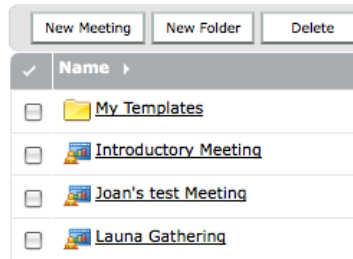 New Meeting New Folder Delete
Name
My Templates
Introductory Meeting
Joan's test Meeting
Launa Gathering